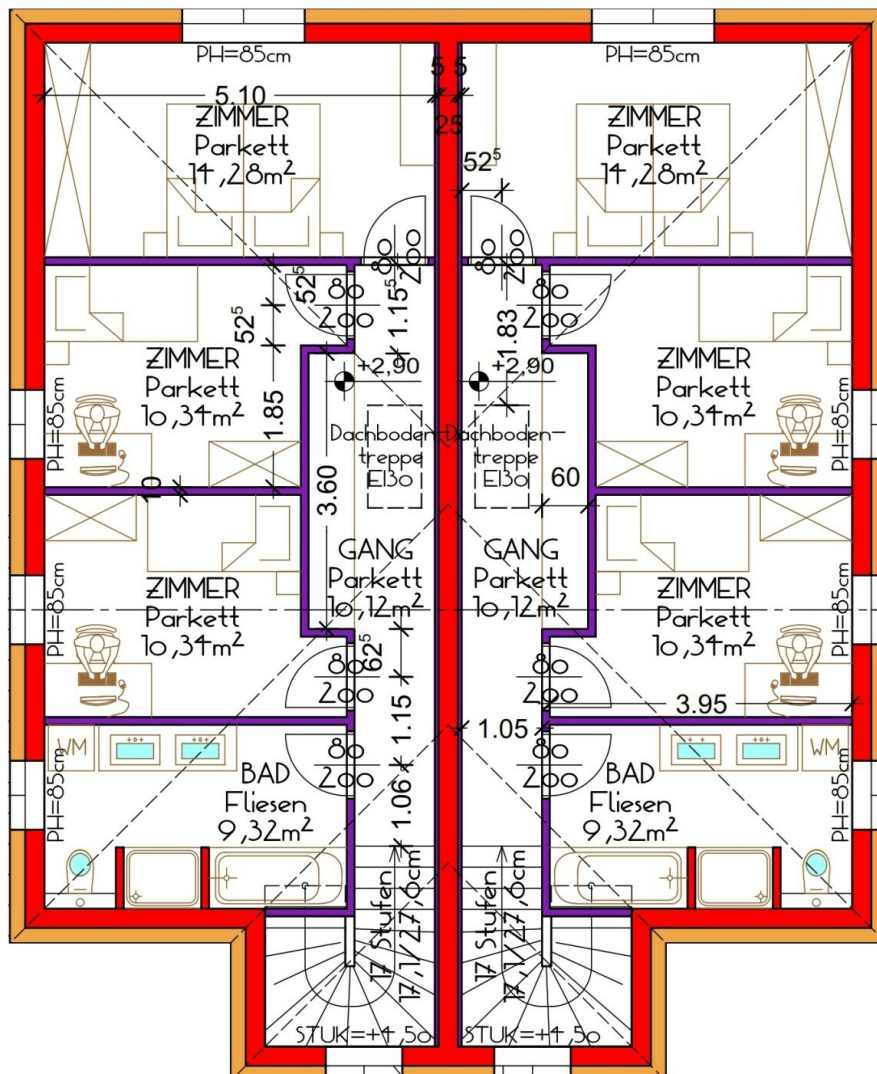 PH=85cm
PH=85cm
5
5
5.10
25
ZIMMER
Parkett
14,28m²
ZIMMER
Parkett
14,28m²
52⁵
80
200
80
200
52⁵
52⁵
80
200
1.15⁵
1.83
80
200
ZIMMER
Parkett
10,34m²
+2,90
+2,90
ZIMMER
Parkett
10,34m²
PH=85cm
PH=85cm
1.85
Dachboden-
treppe
EI30
Dachboden-
treppe
EI30
10
3.60
60
GANG
Parkett
10,12m²
GANG
Parkett
10,12m²
ZIMMER
Parkett
10,34m²
ZIMMER
Parkett
10,34m²
PH=85cm
PH=85cm
62⁵
80
200
80
200
3.95
1.15
1.05
WM
80
200
80
200
WM
BAD
Fliesen
9,32m²
BAD
Fliesen
9,32m²
PH=85cm
PH=85cm
1.06
17 Stufen
17,1/27,0cm
17 Stufen
17,1/27,0cm
STUK=+4,50
STUK=+4,50